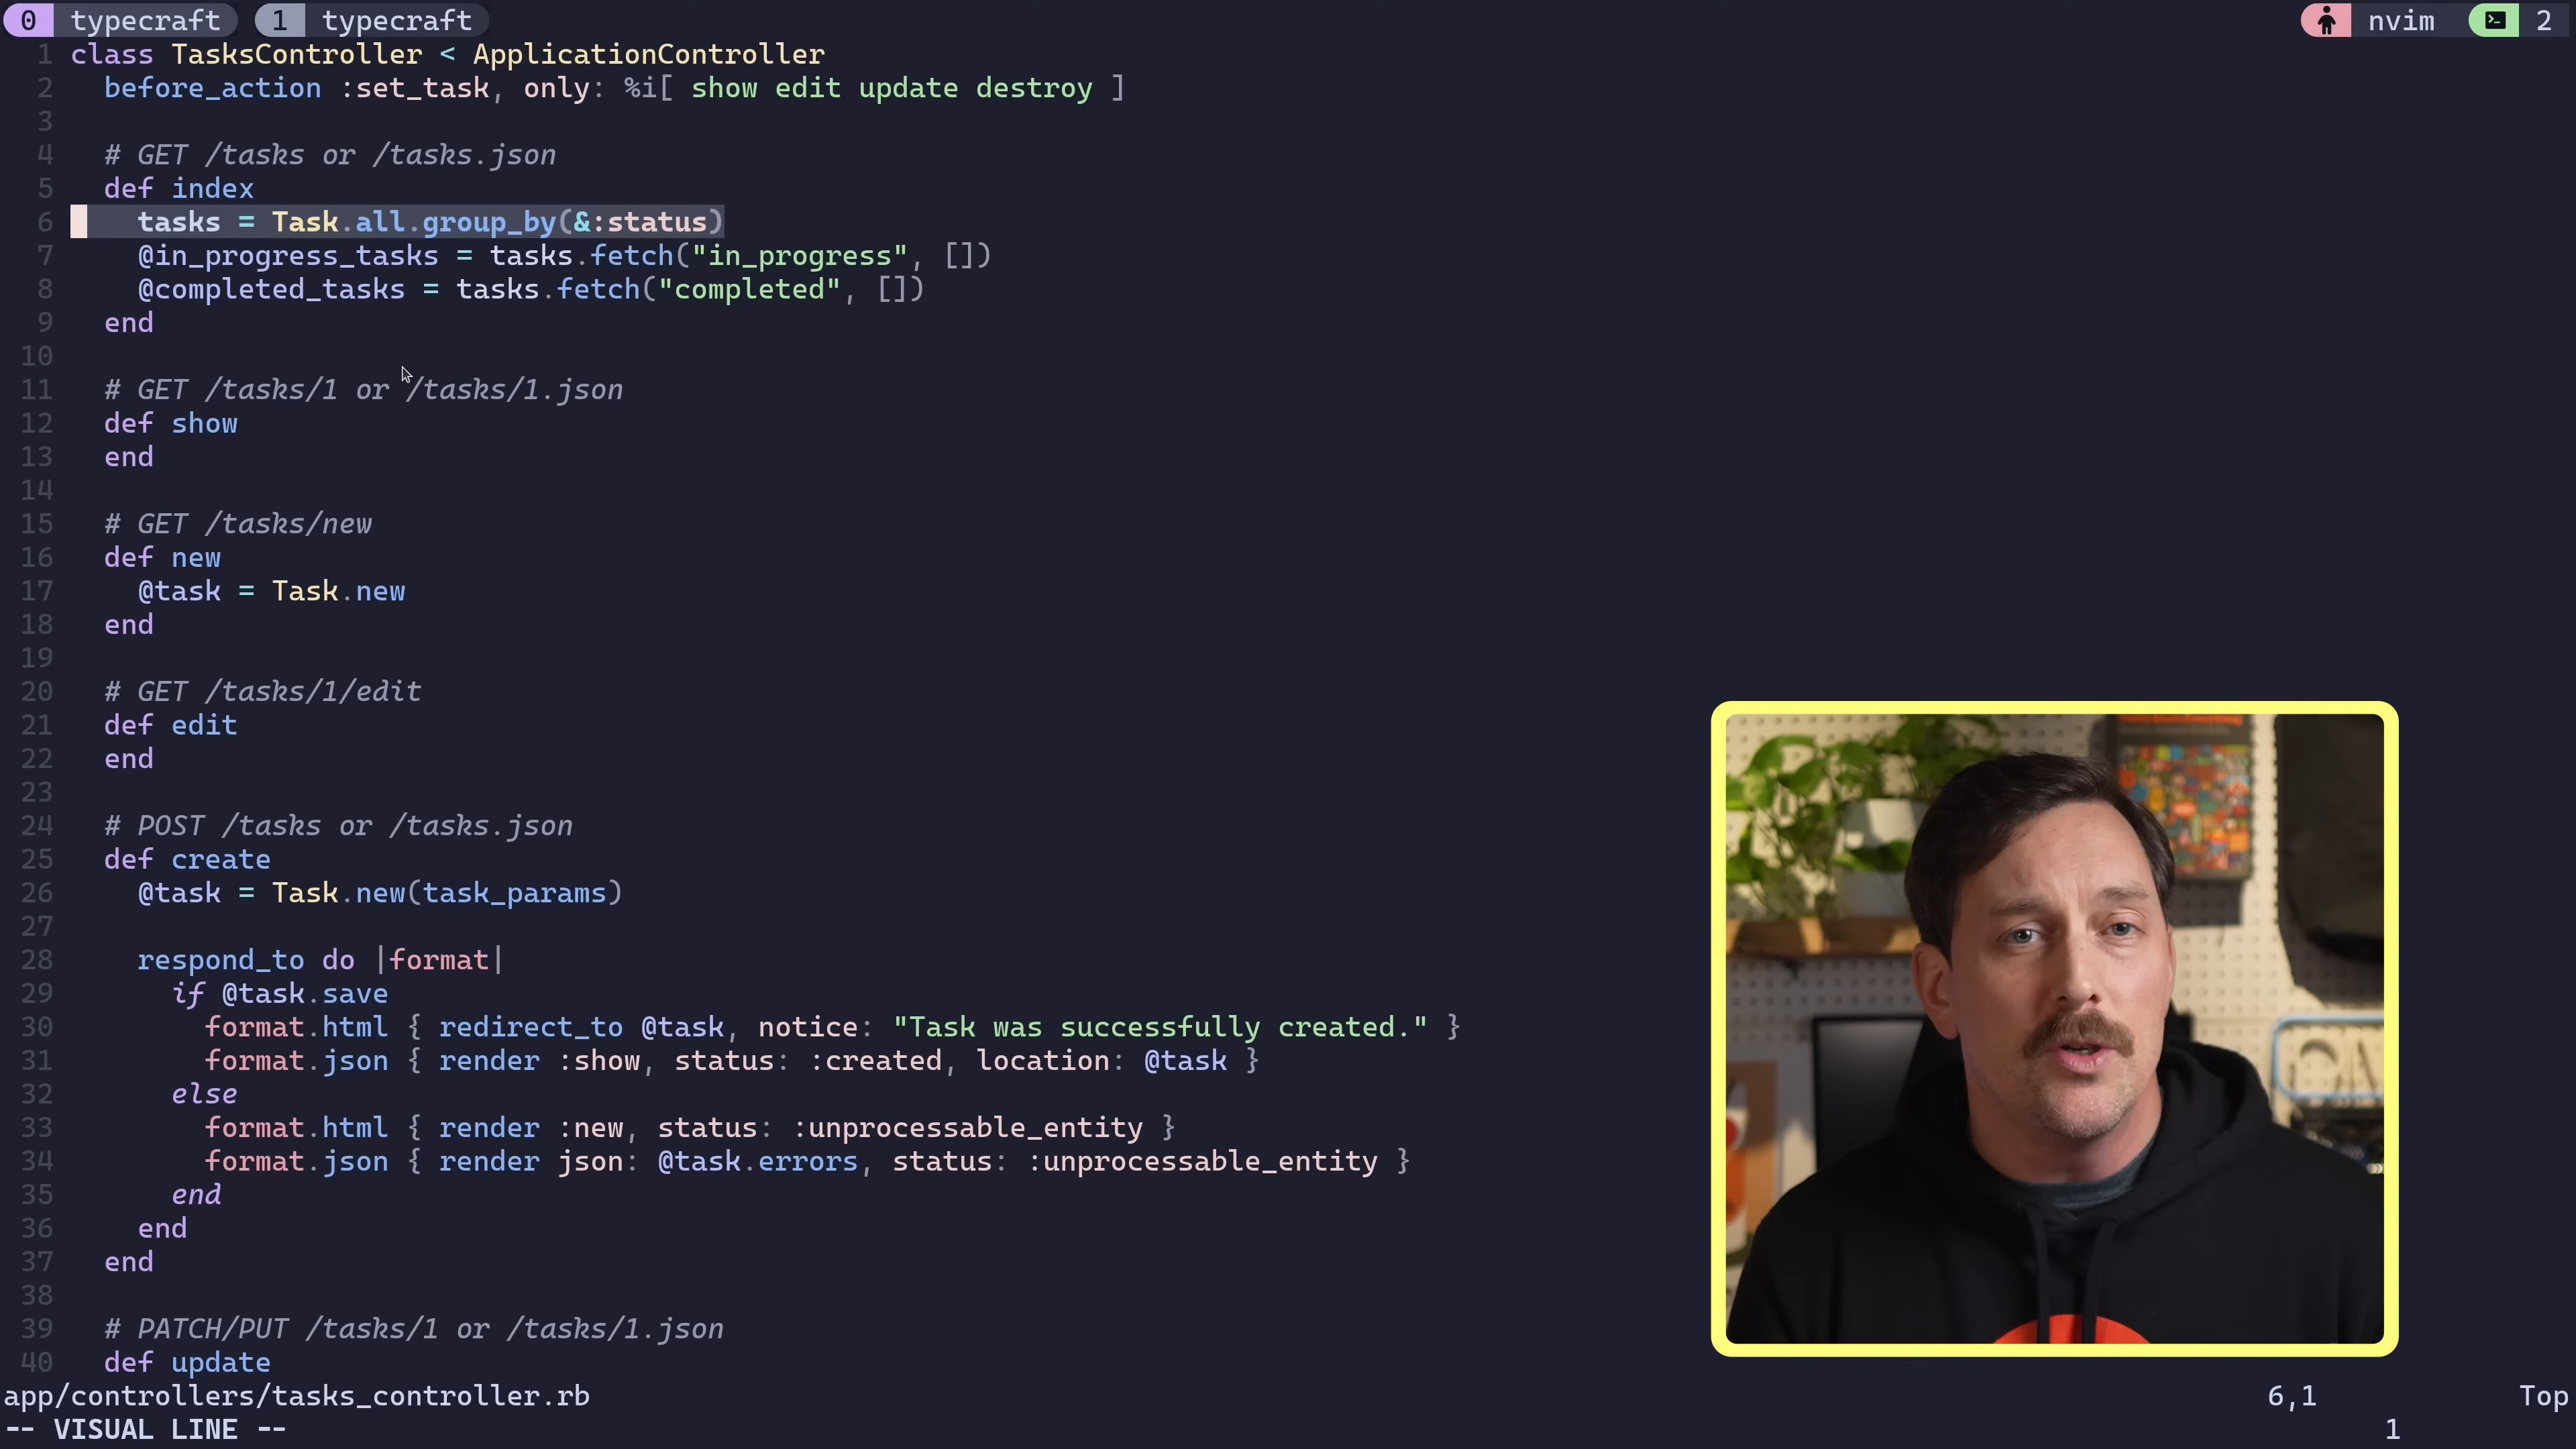 0 typecraft 1 typecraft nvim 2
1 class TasksController < ApplicationController
2 before_action :set_task, only: %i[ show edit update destroy ]
3
4 # GET /tasks or /tasks.json
5 def index
6 tasks = Task.all.group_by(&:status)
7 @in_progress_tasks = tasks.fetch("in_progress", [])
8 @completed_tasks = tasks.fetch("completed", [])
9 end
10
11 # GET /tasks/1 or /tasks/1.json
12 def show
13 end
14
15 # GET /tasks/new
16 def new
17 @task = Task.new
18 end
19
20 # GET /tasks/1/edit
21 def edit
22 end
23
24 # POST /tasks or /tasks.json
25 def create
26 @task = Task.new(task_params)
27
28 respond_to do |format|
29 if @task.save
30 format.html { redirect_to @task, notice: "Task was successfully created." }
31 format.json { render :show, status: :created, location: @task }
32 else
33 format.html { render :new, status: :unprocessable_entity }
34 format.json { render json: @task.errors, status: :unprocessable_entity }
35 end
36 end
37 end
38
39 # PATCH/PUT /tasks/1 or /tasks/1.json
40 def update
app/controllers/tasks_controller.rb 6,1 Top
-- VISUAL LINE -- 1